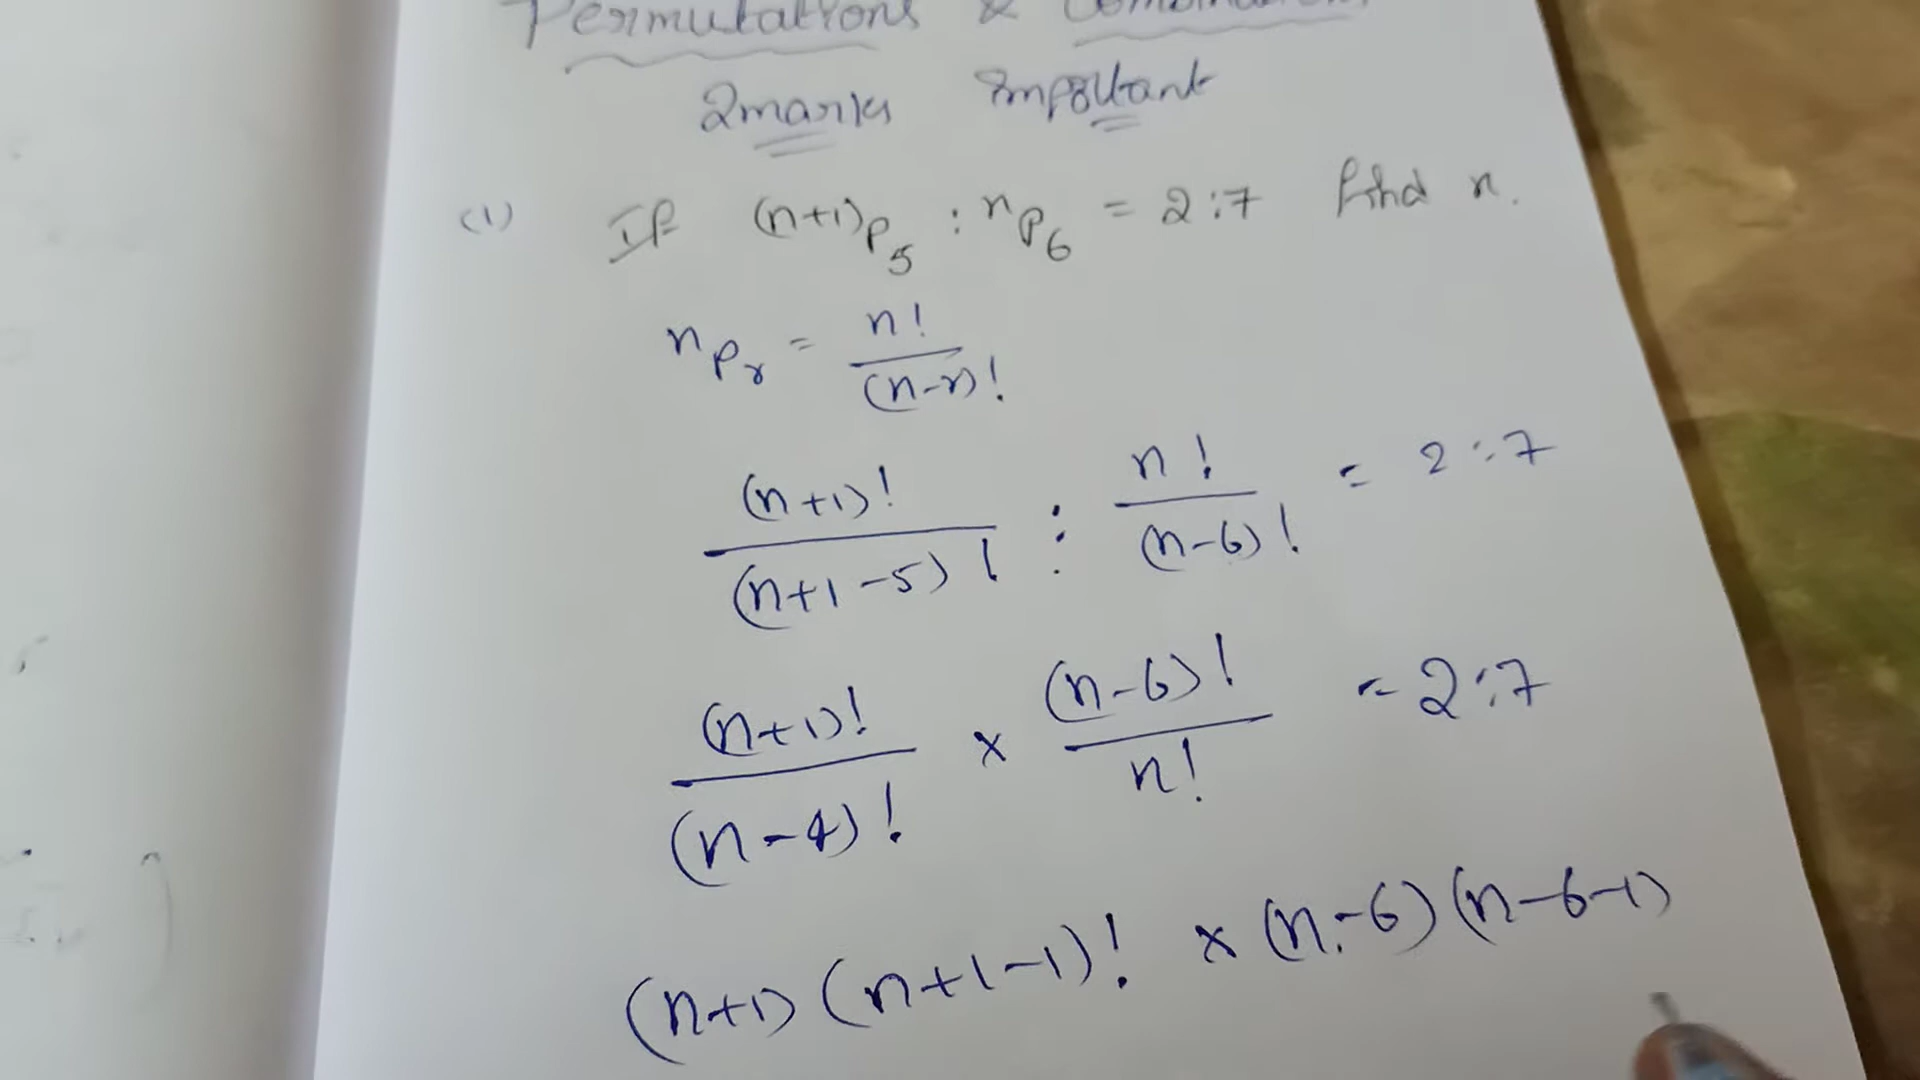 Permutations &
2marks Important
(1) If (n+1)P5 : nP6 = 2:7 find n.
nPr = n! / (n-r)!
(n+1)! / (n+1-5)! : n! / (n-6)! = 2:7
(n+1)! / (n-4)! × (n-6)! / n! = 2:7
(n+1) (n+1-1)! × (n-6) (n-6-1)